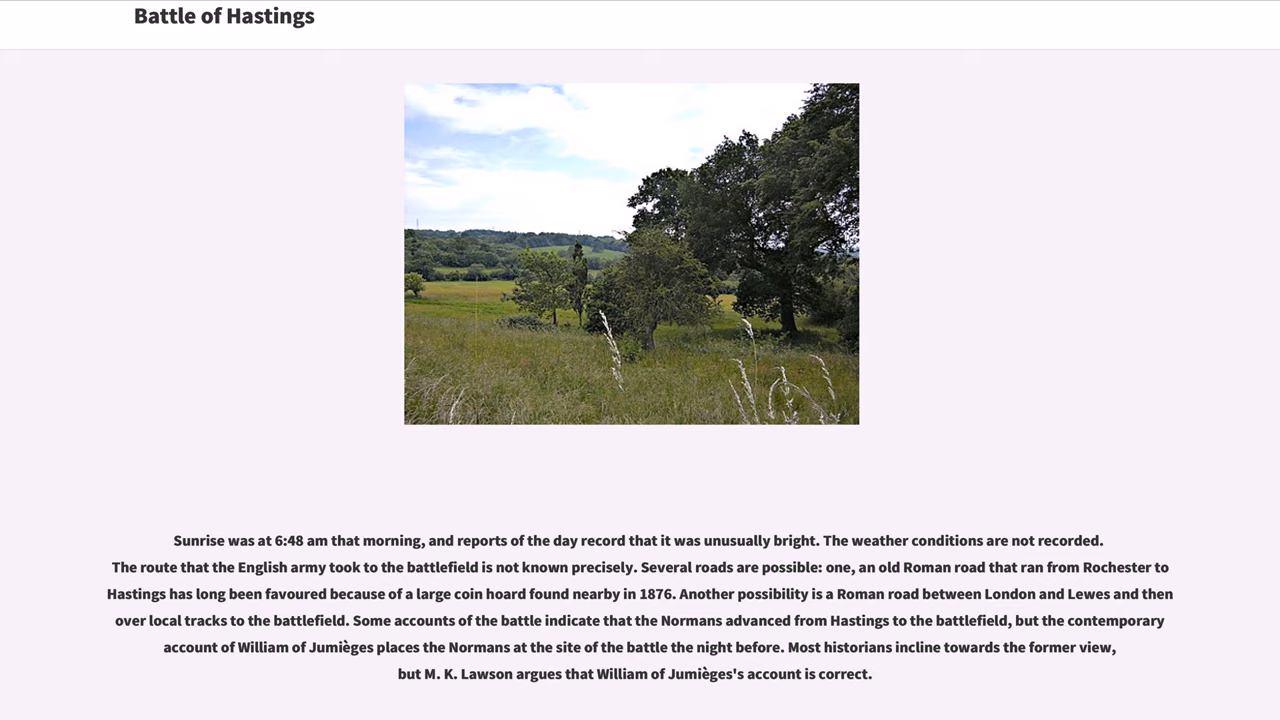 Battle of Hastings
Sunrise was at 6:48 am that morning, and reports of the day record that it was unusually bright. The weather conditions are not recorded.
The route that the English army took to the battlefield is not known precisely. Several roads are possible: one, an old Roman road that ran from Rochester to
Hastings has long been favoured because of a large coin hoard found nearby in 1876. Another possibility is a Roman road between London and Lewes and then
over local tracks to the battlefield. Some accounts of the battle indicate that the Normans advanced from Hastings to the battlefield, but the contemporary
account of William of Jumièges places the Normans at the site of the battle the night before. Most historians incline towards the former view,
but M. K. Lawson argues that William of Jumièges's account is correct.